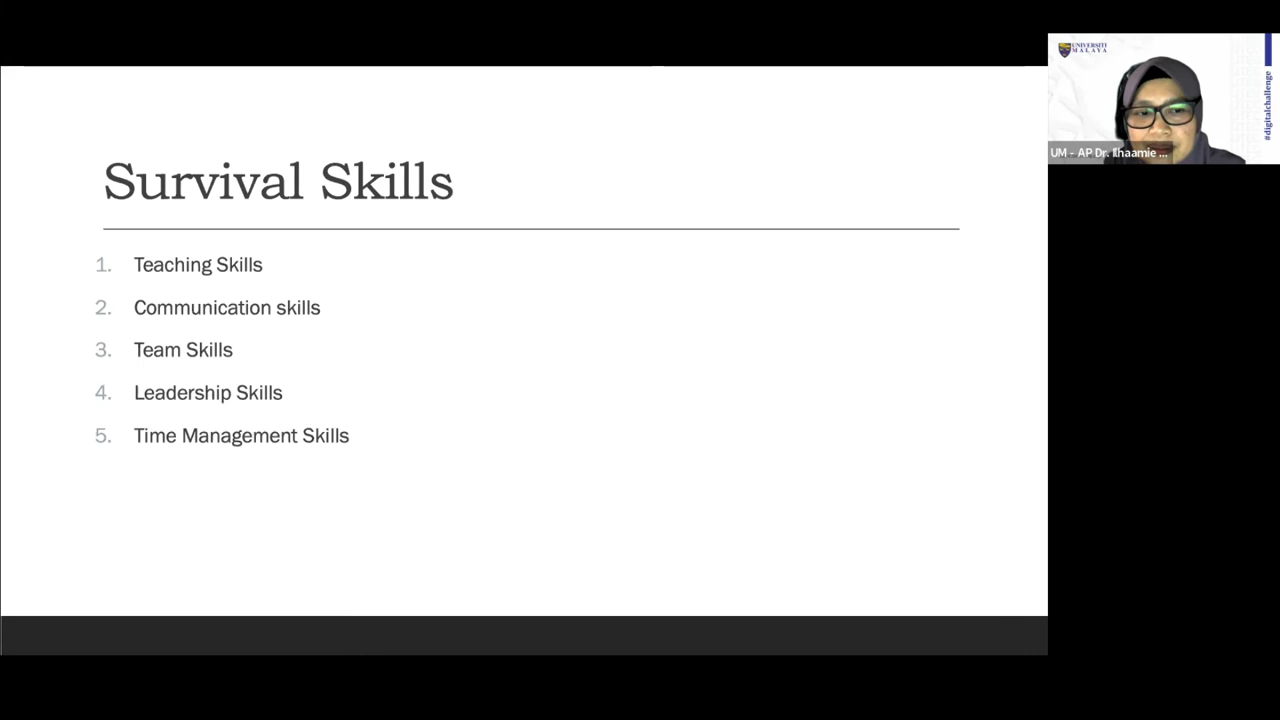 Survival Skills
1. Teaching Skills
2. Communication skills
3. Team Skills
4. Leadership Skills
5. Time Management Skills
UNIVERSITI
MALAYA
#digitalchallenge
UM - AP Dr. Ilhaamie ...